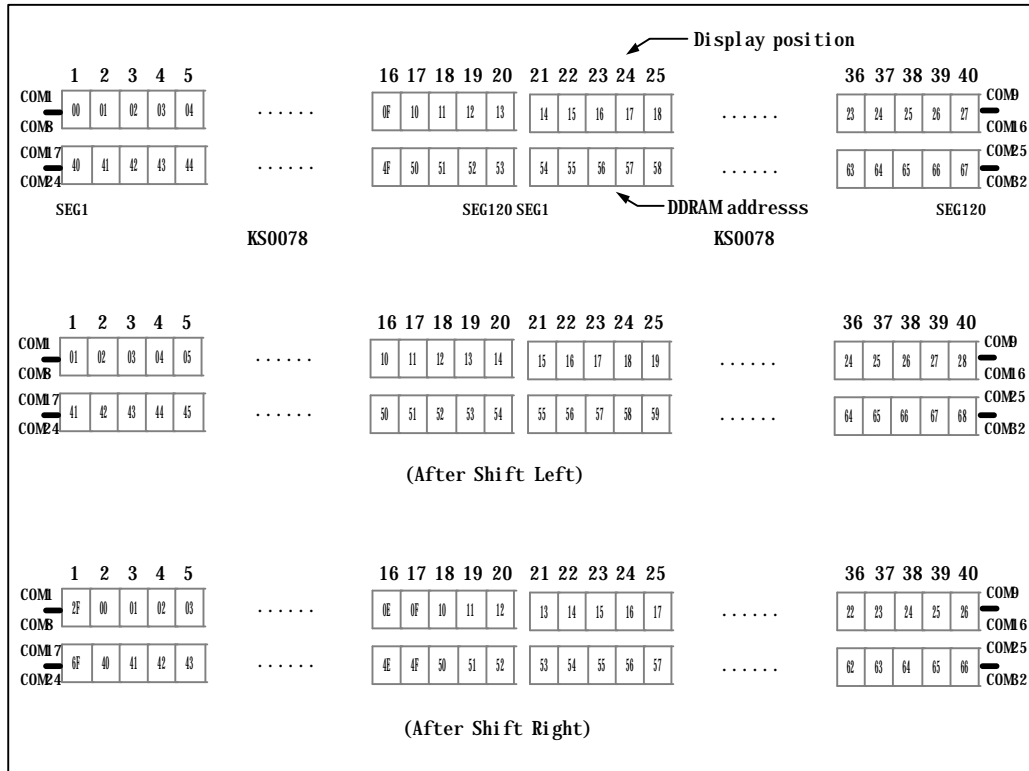 Display position
1 2 3 4 5 16 17 18 19 20 21 22 23 24 25 36 37 38 39 40
COM1 COM9
00 01 02 03 04 ...... 0F 10 11 12 13 14 15 16 17 18 ...... 23 24 25 26 27
COM8 COM16
COM17 COM25
40 41 42 43 44 ...... 4F 50 51 52 53 54 55 56 57 58 ...... 63 64 65 66 67
COM24 COM32
SEG1 SEG120 SEG1 DDRAM addresss SEG120
KS0078 KS0078
1 2 3 4 5 16 17 18 19 20 21 22 23 24 25 36 37 38 39 40
COM1 COM9
01 02 03 04 05 ...... 10 11 12 13 14 15 16 17 18 19 ...... 24 25 26 27 28
COM8 COM16
COM17 COM25
41 42 43 44 45 ...... 50 51 52 53 54 55 56 57 58 59 ...... 64 65 66 67 68
COM24 COM32
(After Shift Left)
1 2 3 4 5 16 17 18 19 20 21 22 23 24 25 36 37 38 39 40
COM1 COM9
2F 00 01 02 03 ...... 0E 0F 10 11 12 13 14 15 16 17 ...... 22 23 24 25 26
COM8 COM16
COM17 COM25
6F 40 41 42 43 ...... 4E 4F 50 51 52 53 54 55 56 57 ...... 62 63 64 65 66
COM24 COM32
(After Shift Right)